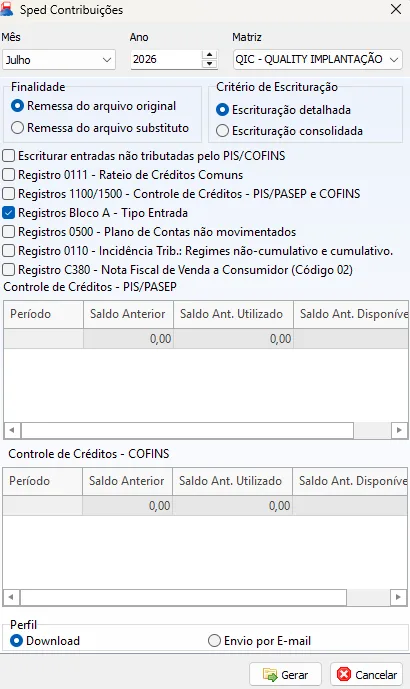 Sped Contribuições
Mês Ano Matriz
Julho 2026 QIC - QUALITY IMPLANTAÇÃO
Finalidade Critério de Escrituração
Remessa do arquivo original Escrituração detalhada
Remessa do arquivo substituto Escrituração consolidada
Escriturar entradas não tributadas pelo PIS/COFINS
Registro 0111 - Rateio de Créditos Comuns
Registros 1100/1500 - Controle de Créditos - PIS/PASEP e COFINS
Registros Bloco A - Tipo Entrada
Registros 0500 - Plano de Contas não movimentados
Registro 0110 - Incidência Trib.: Regimes não-cumulativo e cumulativo.
Registro C380 - Nota Fiscal de Venda a Consumidor (Código 02)
Controle de Créditos - PIS/PASEP
Período Saldo Anterior Saldo Ant. Utilizado Saldo Ant. Disponíve
0,00 0,00
Controle de Créditos - COFINS
Período Saldo Anterior Saldo Ant. Utilizado Saldo Ant. Disponíve
0,00 0,00
Perfil
Download Envio por E-mail
Gerar Cancelar